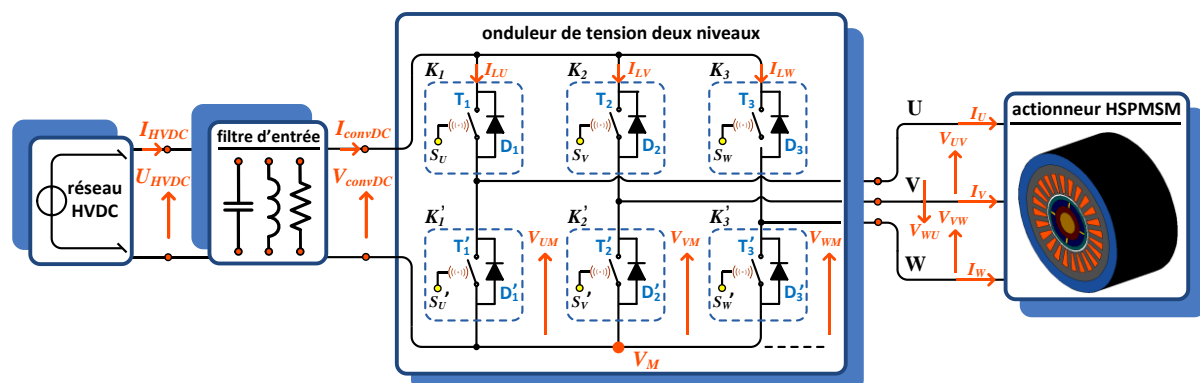 onduleur de tension deux niveaux
K1 ILU K2 ILV K3 ILW
T1 T2 T3
SU D1 SV D2 SW D3
actionneur HSPMSM
filtre d'entrée
IHVDC IconvDC
réseau
HVDC
UHVDC VconvDC
U IU
VUV
V IV
VWU VVW
W IW
K1' K2' K3'
T1' VUM T2' VVM T3' VWM
SU' D1' SV' D2' SW' D3'
VM